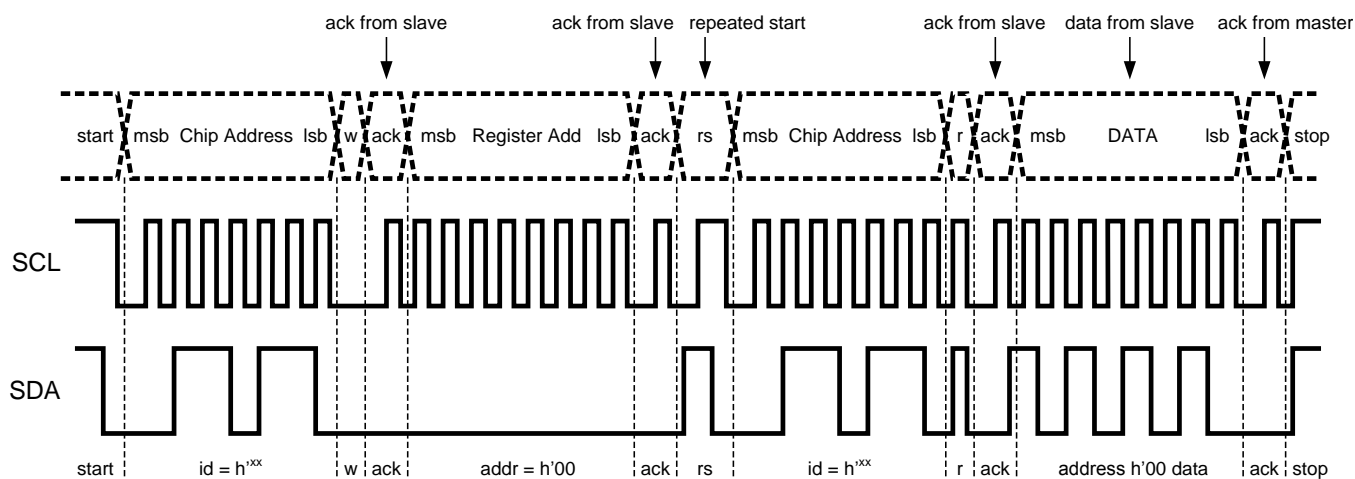 ack from slave ack from slave repeated start ack from slave data from slave ack from master
start msb Chip Address lsb w ack msb Register Add lsb ack rs msb Chip Address lsb r ack msb DATA lsb ack stop
SCL
SDA
start id = h'xx w ack addr = h'00 ack rs id = h'xx r ack address h'00 data ack stop